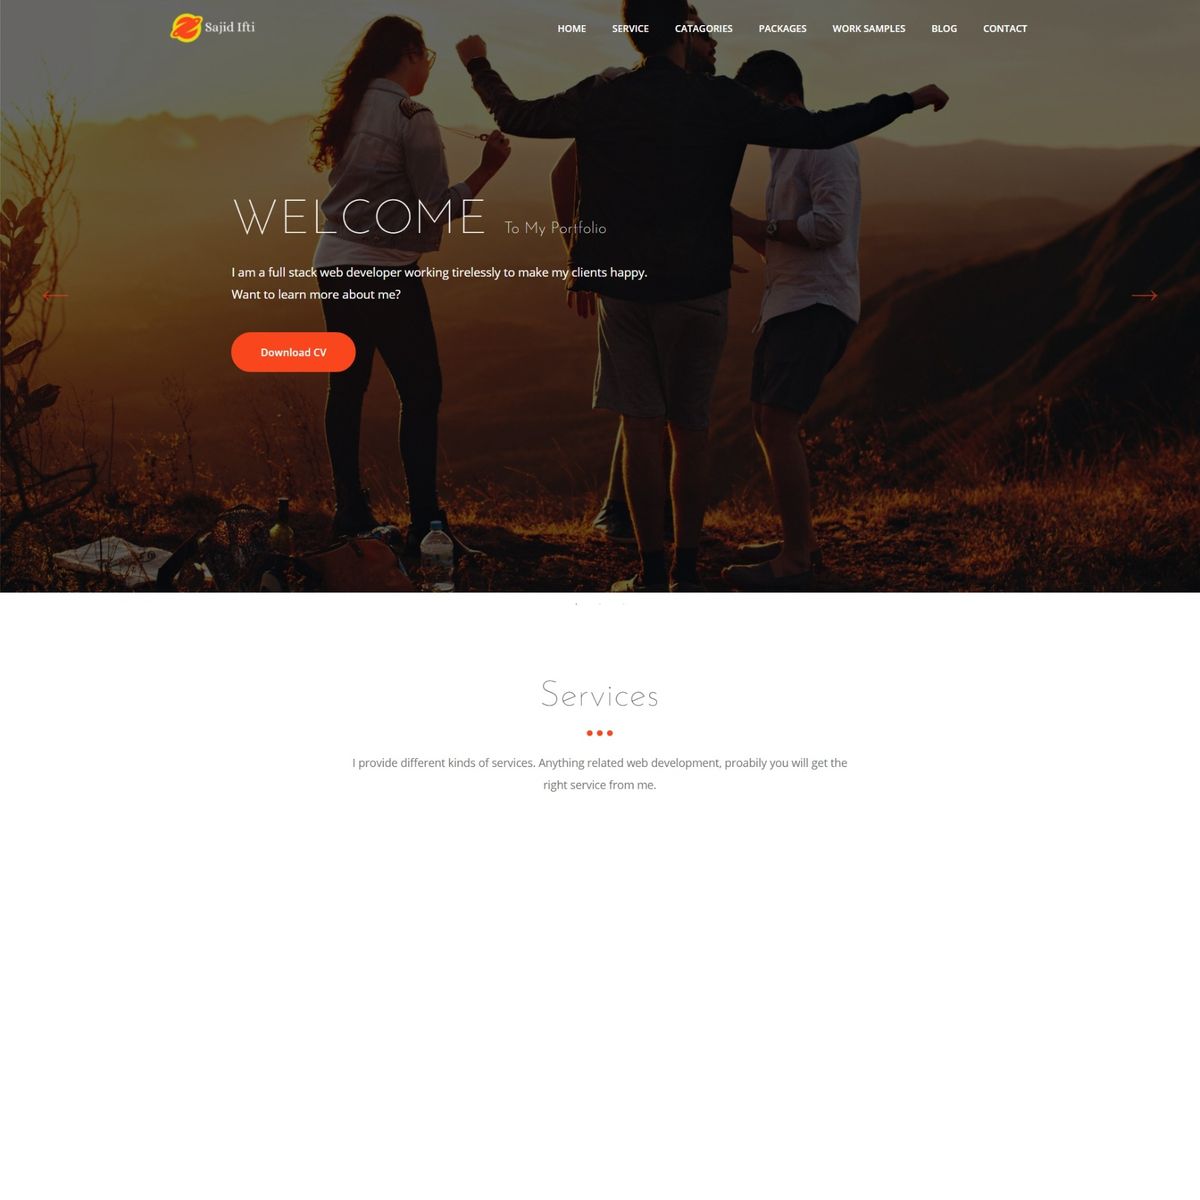 Sajid Ifti
HOME SERVICE CATAGORIES PACKAGES WORK SAMPLES BLOG CONTACT
WELCOME To My Portfolio
I am a full stack web developer working tirelessly to make my clients happy.
Want to learn more about me?
Download CV
Services
I provide different kinds of services. Anything related web development, proabily you will get the
right service from me.